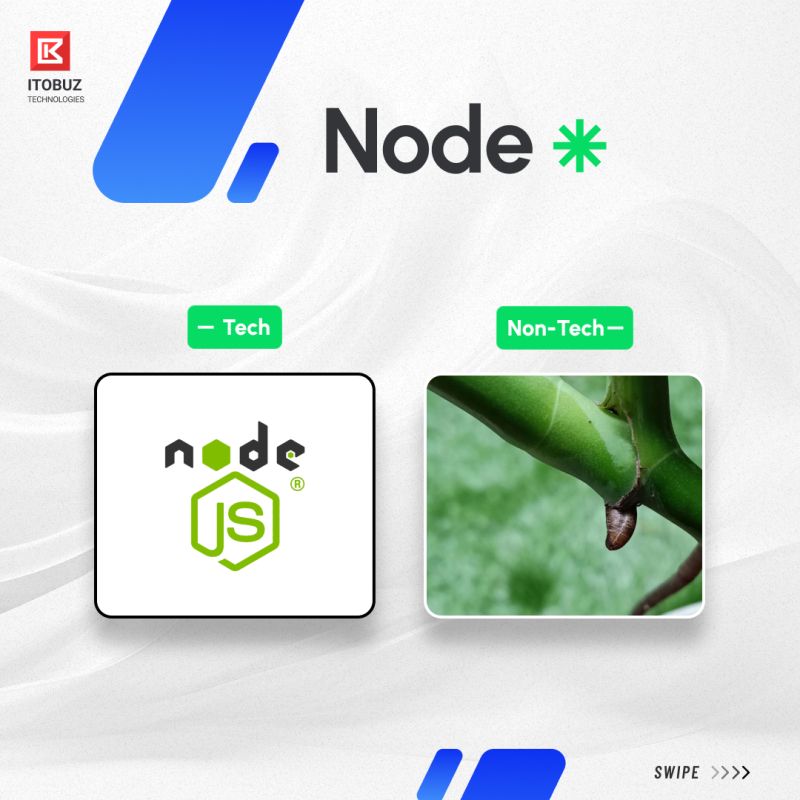 ITOBUZ
TECHNOLOGIES
Node
— Tech
Non-Tech—
node
JS
®
SWIPE >>>>